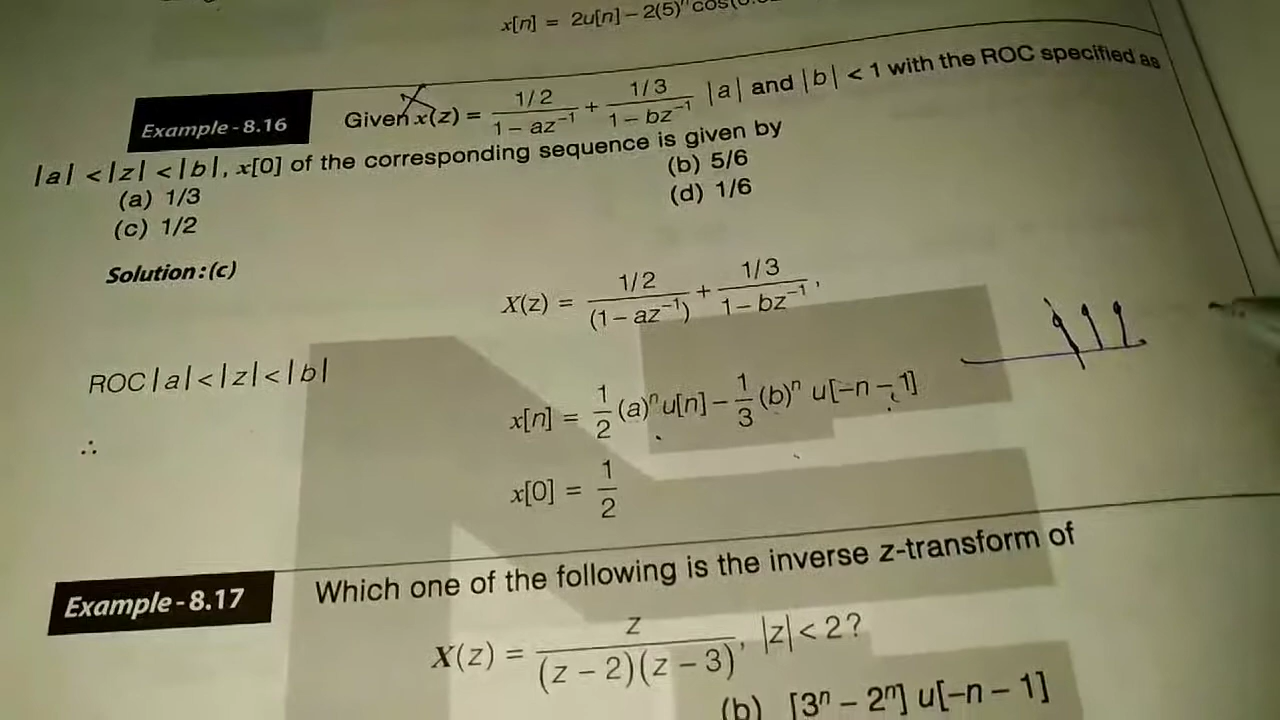 x[n] = 2u[n] – 2(5)ⁿ cos(
Example - 8.16 Given x(z) = 1/2 / (1 – az⁻¹) + 1/3 / (1 – bz⁻¹) |a| and |b| < 1 with the ROC specified as
|a| < |z| < |b|, x[0] of the corresponding sequence is given by
(a) 1/3 (b) 5/6
(c) 1/2 (d) 1/6
Solution : (c)
X(z) = 1/2 / (1 – az⁻¹) + 1/3 / 1 – bz⁻¹ ,
ROC |a| < |z| < |b|
∴ x[n] = 1/2 (a)ⁿ u[n] – 1/3 (b)ⁿ u[–n – 1]
x[0] = 1/2
Example - 8.17 Which one of the following is the inverse z-transform of
X(z) = z / (z – 2)(z – 3) , |z| < 2?
(b) [3ⁿ – 2ⁿ] u[–n – 1]